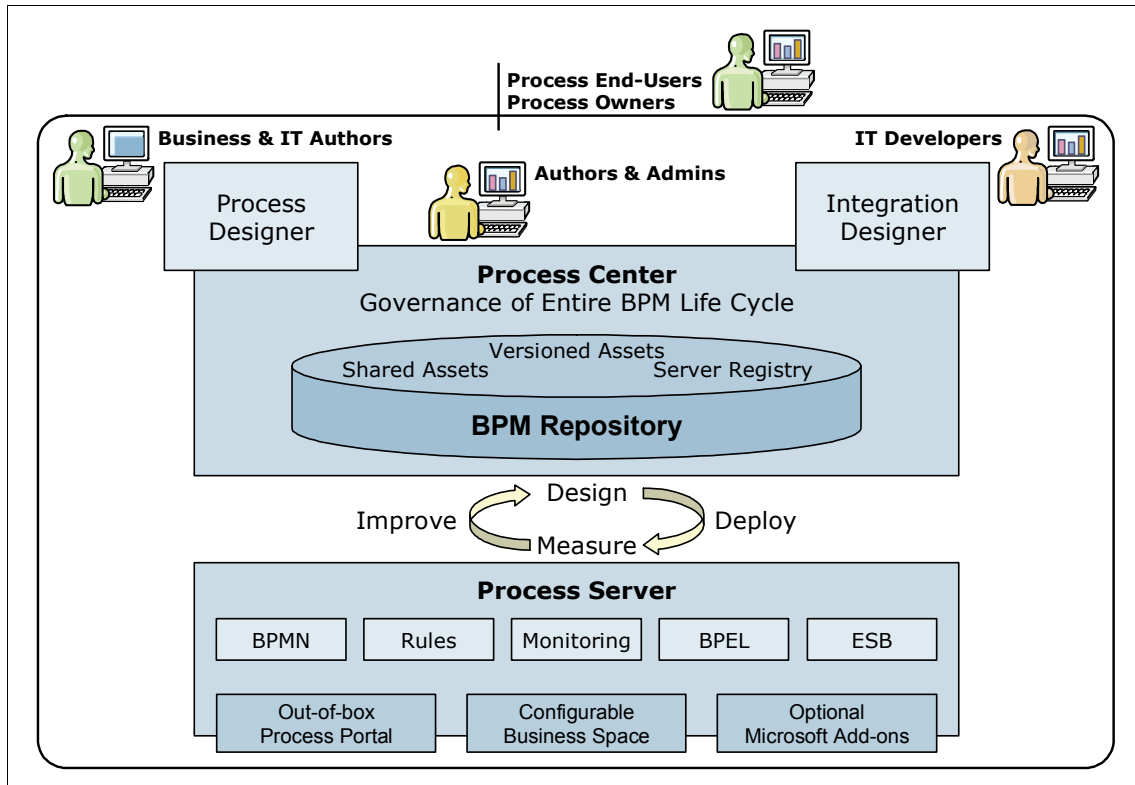 Process End-Users
Process Owners
Business & IT Authors
IT Developers
Authors & Admins
Process
Designer
Integration
Designer
Process Center
Governance of Entire BPM Life Cycle
Versioned Assets
Shared Assets
Server Registry
BPM Repository
Design
Improve
Deploy
Measure
Process Server
BPMN
Rules
Monitoring
BPEL
ESB
Out-of-box
Process Portal
Configurable
Business Space
Optional
Microsoft Add-ons